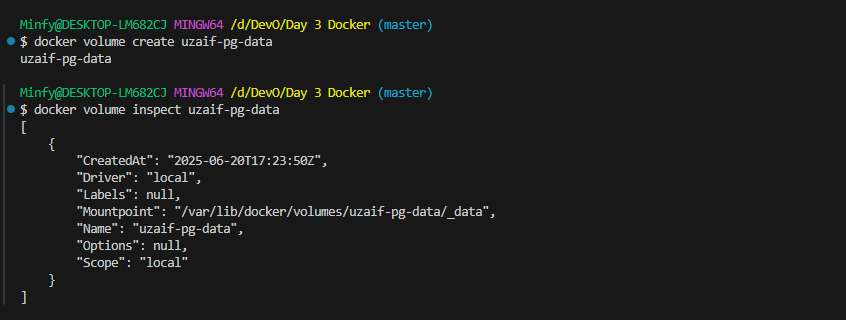 Minfy@DESKTOP-LM682CJ MINGW64 /d/DevO/Day 3 Docker (master)
$ docker volume create uzaif-pg-data
uzaif-pg-data
Minfy@DESKTOP-LM682CJ MINGW64 /d/DevO/Day 3 Docker (master)
$ docker volume inspect uzaif-pg-data
[
    {
        "CreatedAt": "2025-06-20T17:23:50Z",
        "Driver": "local",
        "Labels": null,
        "Mountpoint": "/var/lib/docker/volumes/uzaif-pg-data/_data",
        "Name": "uzaif-pg-data",
        "Options": null,
        "Scope": "local"
    }
]